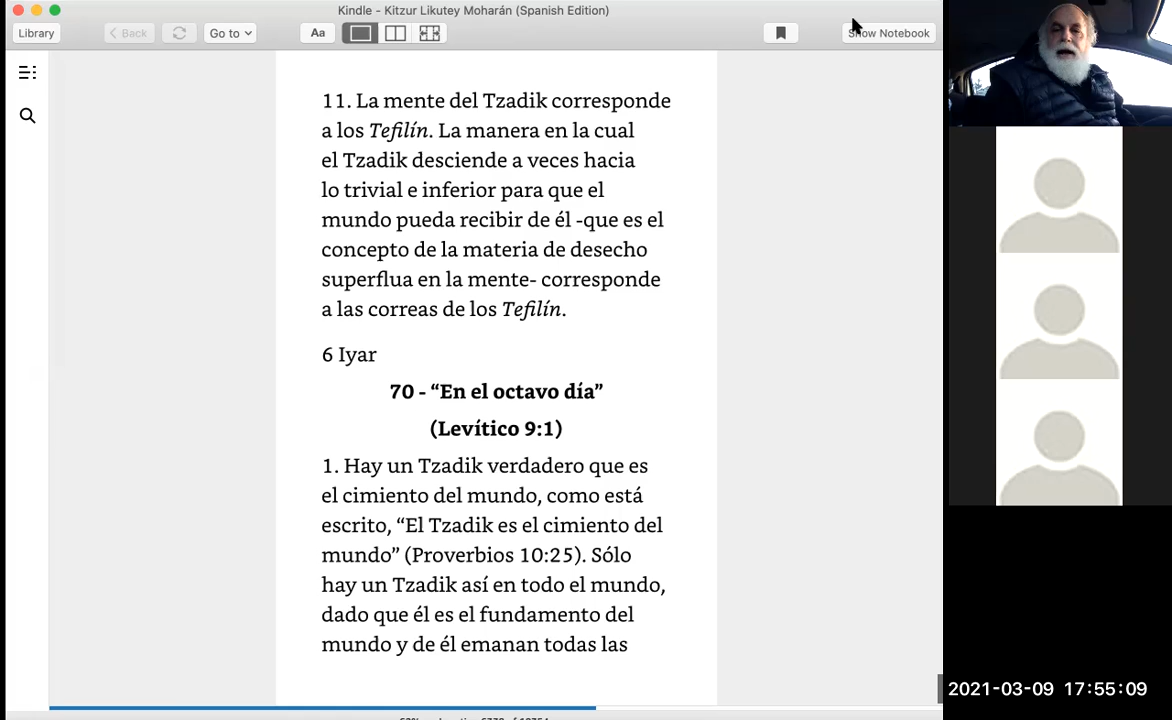 Kindle - Kitzur Likutey Moharán (Spanish Edition)
Library
Back
Go to
Aa
Show Notebook
11. La mente del Tzadik corresponde
a los Tefilín. La manera en la cual
el Tzadik desciende a veces hacia
lo trivial e inferior para que el
mundo pueda recibir de él -que es el
concepto de la materia de desecho
superflua en la mente- corresponde
a las correas de los Tefilín.
6 Iyar
70 - “En el octavo día”
(Levítico 9:1)
1. Hay un Tzadik verdadero que es
el cimiento del mundo, como está
escrito, “El Tzadik es el cimiento del
mundo” (Proverbios 10:25). Sólo
hay un Tzadik así en todo el mundo,
dado que él es el fundamento del
mundo y de él emanan todas las
2021-03-09 17:55:09